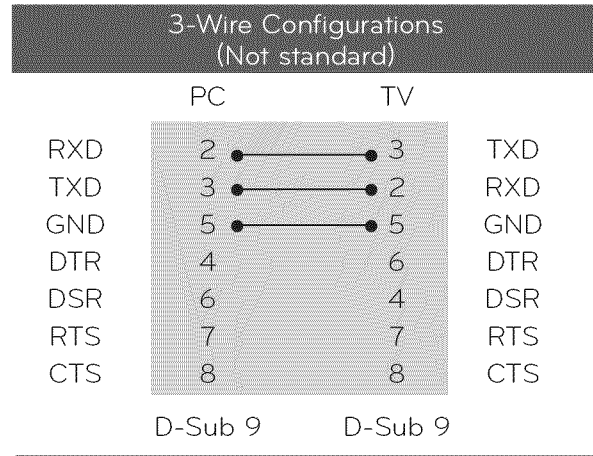 3-Wire Configurations
(Not standard)
PC TV
RXD 2 3 TXD
TXD 3 2 RXD
GND 5 5 GND
DTR 4 6 DTR
DSR 6 4 DSR
RTS 7 7 RTS
CTS 8 8 CTS
D-Sub 9 D-Sub 9